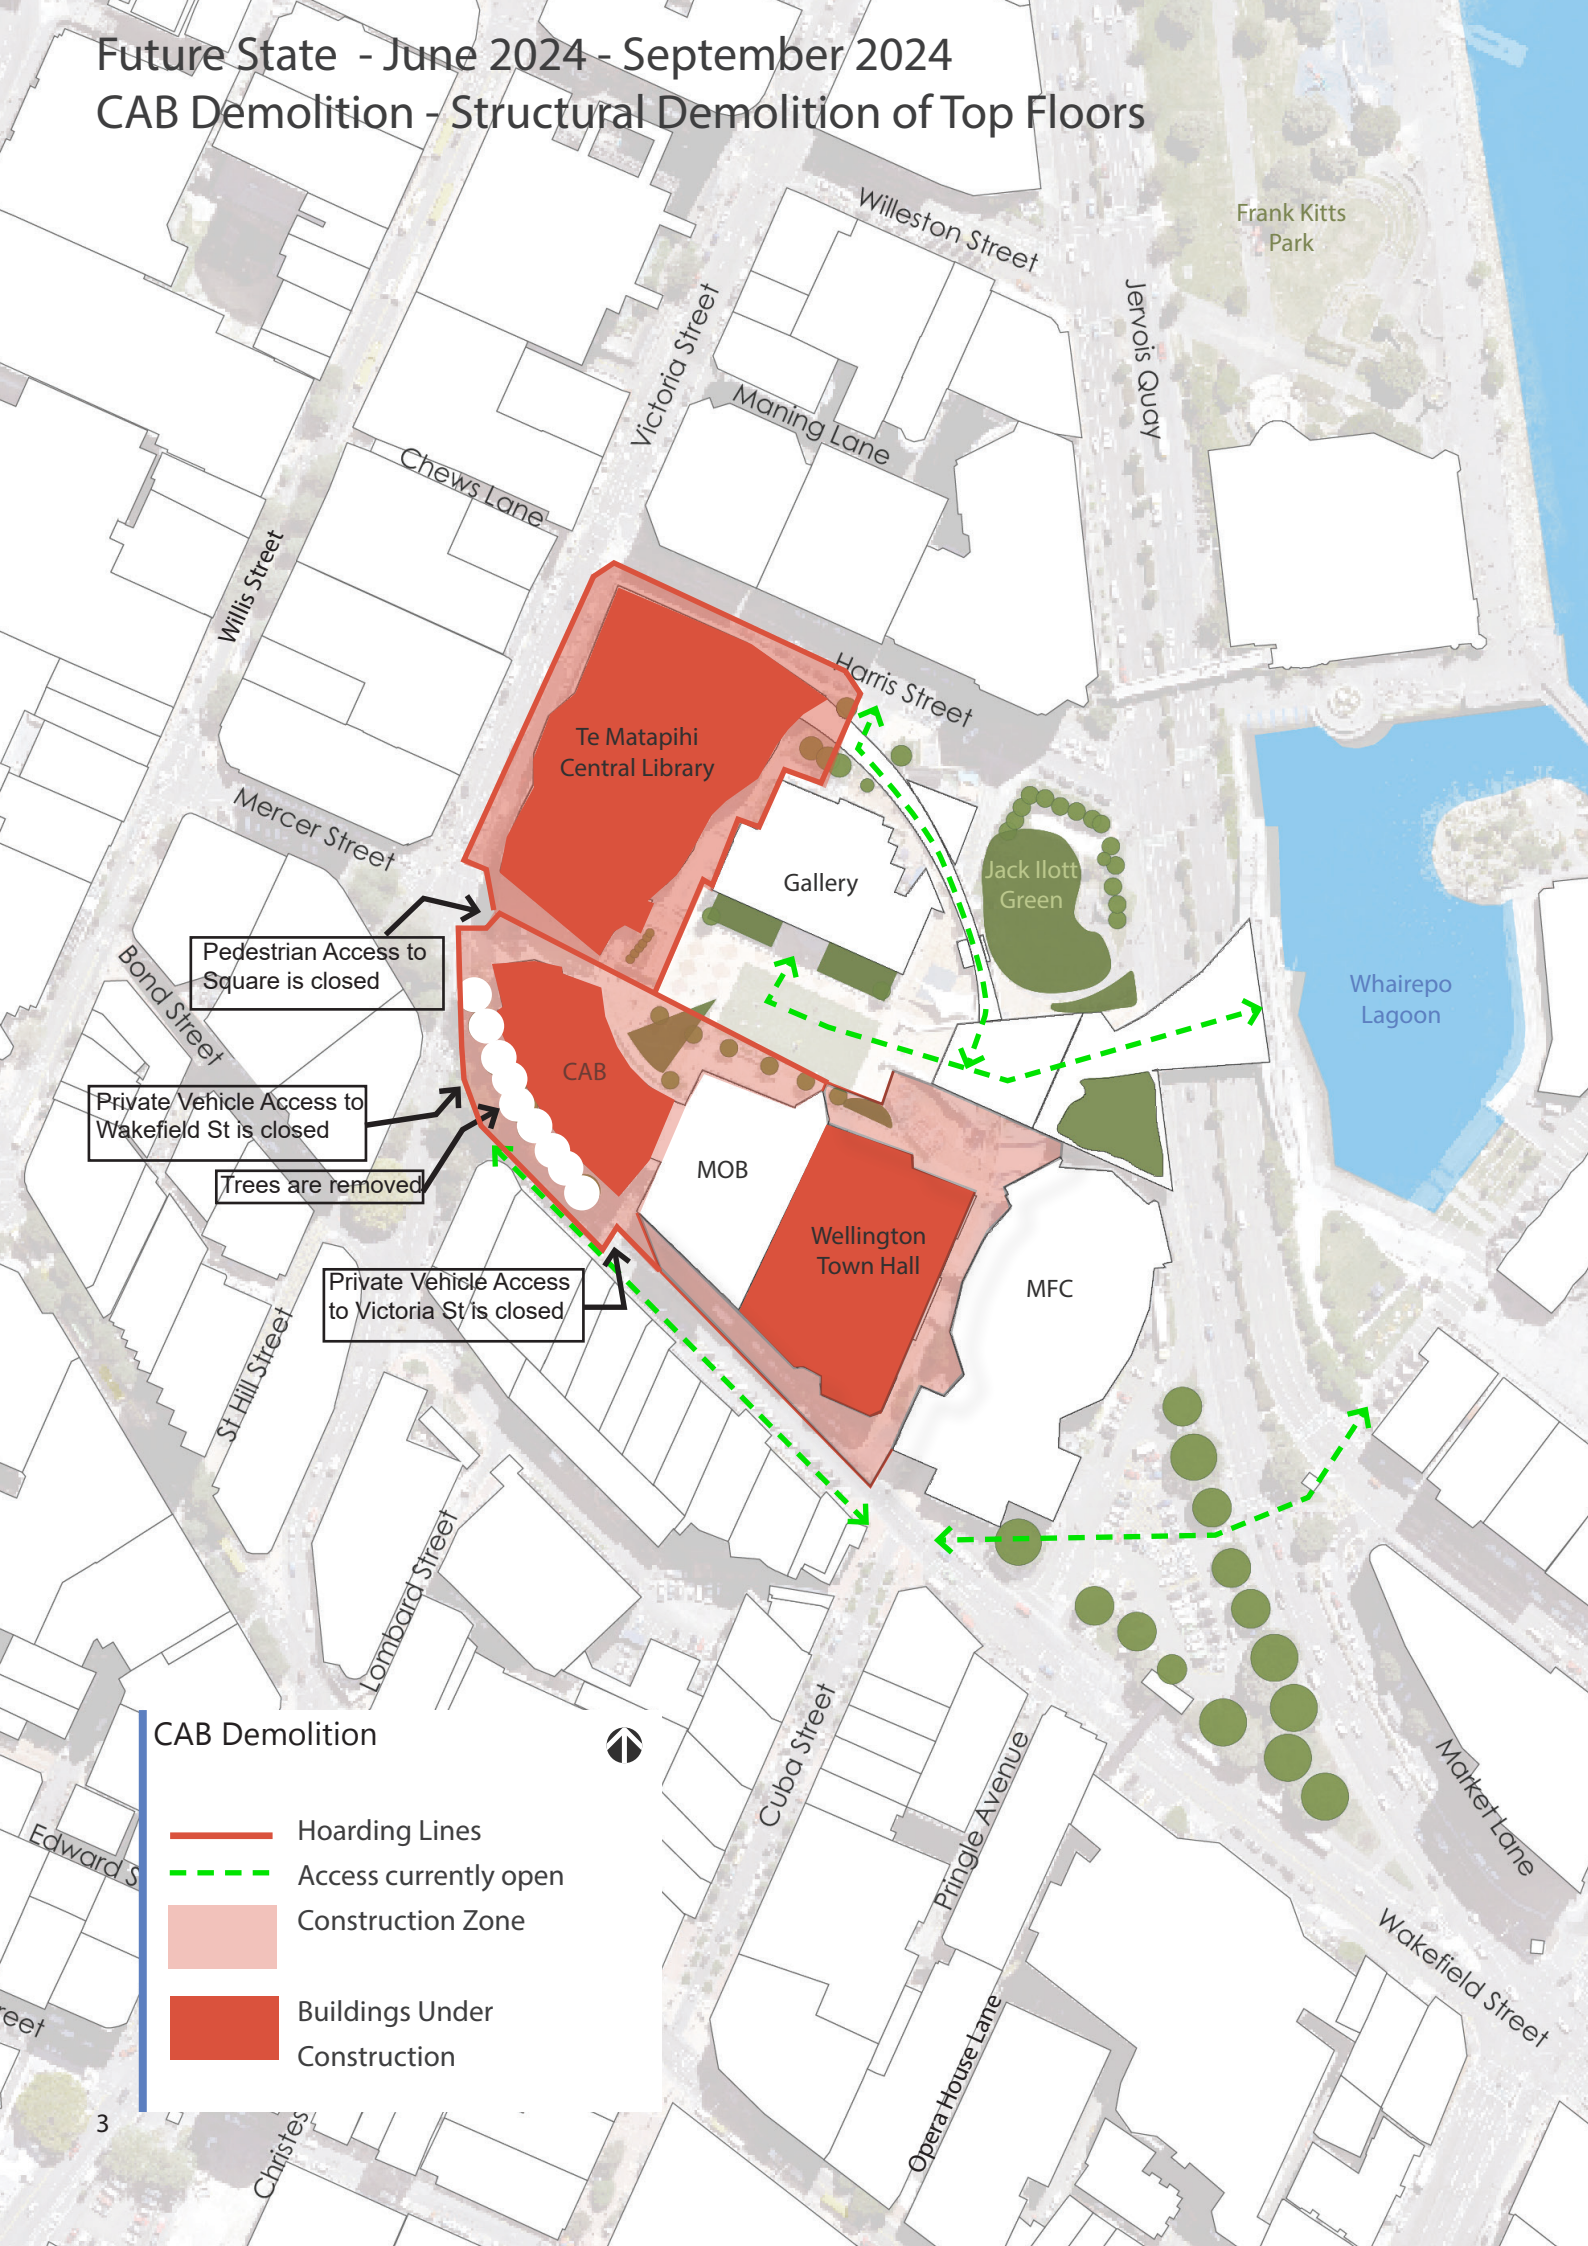 Future State - June 2024 - September 2024
CAB Demolition - Structural Demolition of Top Floors
Willeston Street
Frank Kitts
Park
Jervois Quay
Victoria Street
Maning Lane
Chews Lane
Willis Street
Harris Street
Te Matapihi
Central Library
Mercer Street
Gallery
Jack Ilott
Green
Pedestrian Access to
Square is closed
Bond Street
Whairepo
Lagoon
CAB
Private Vehicle Access to
Wakefield St is closed
MOB
Trees are removed
Wellington
Town Hall
Private Vehicle Access
to Victoria St is closed
MFC
St Hill Street
Lombard Street
Cuba Street
Pringle Avenue
Market Lane
Wakefield Street
Opera House Lane
CAB Demolition
Hoarding Lines
Access currently open
Construction Zone
Buildings Under
Construction
Edward S
reet
Christes
3